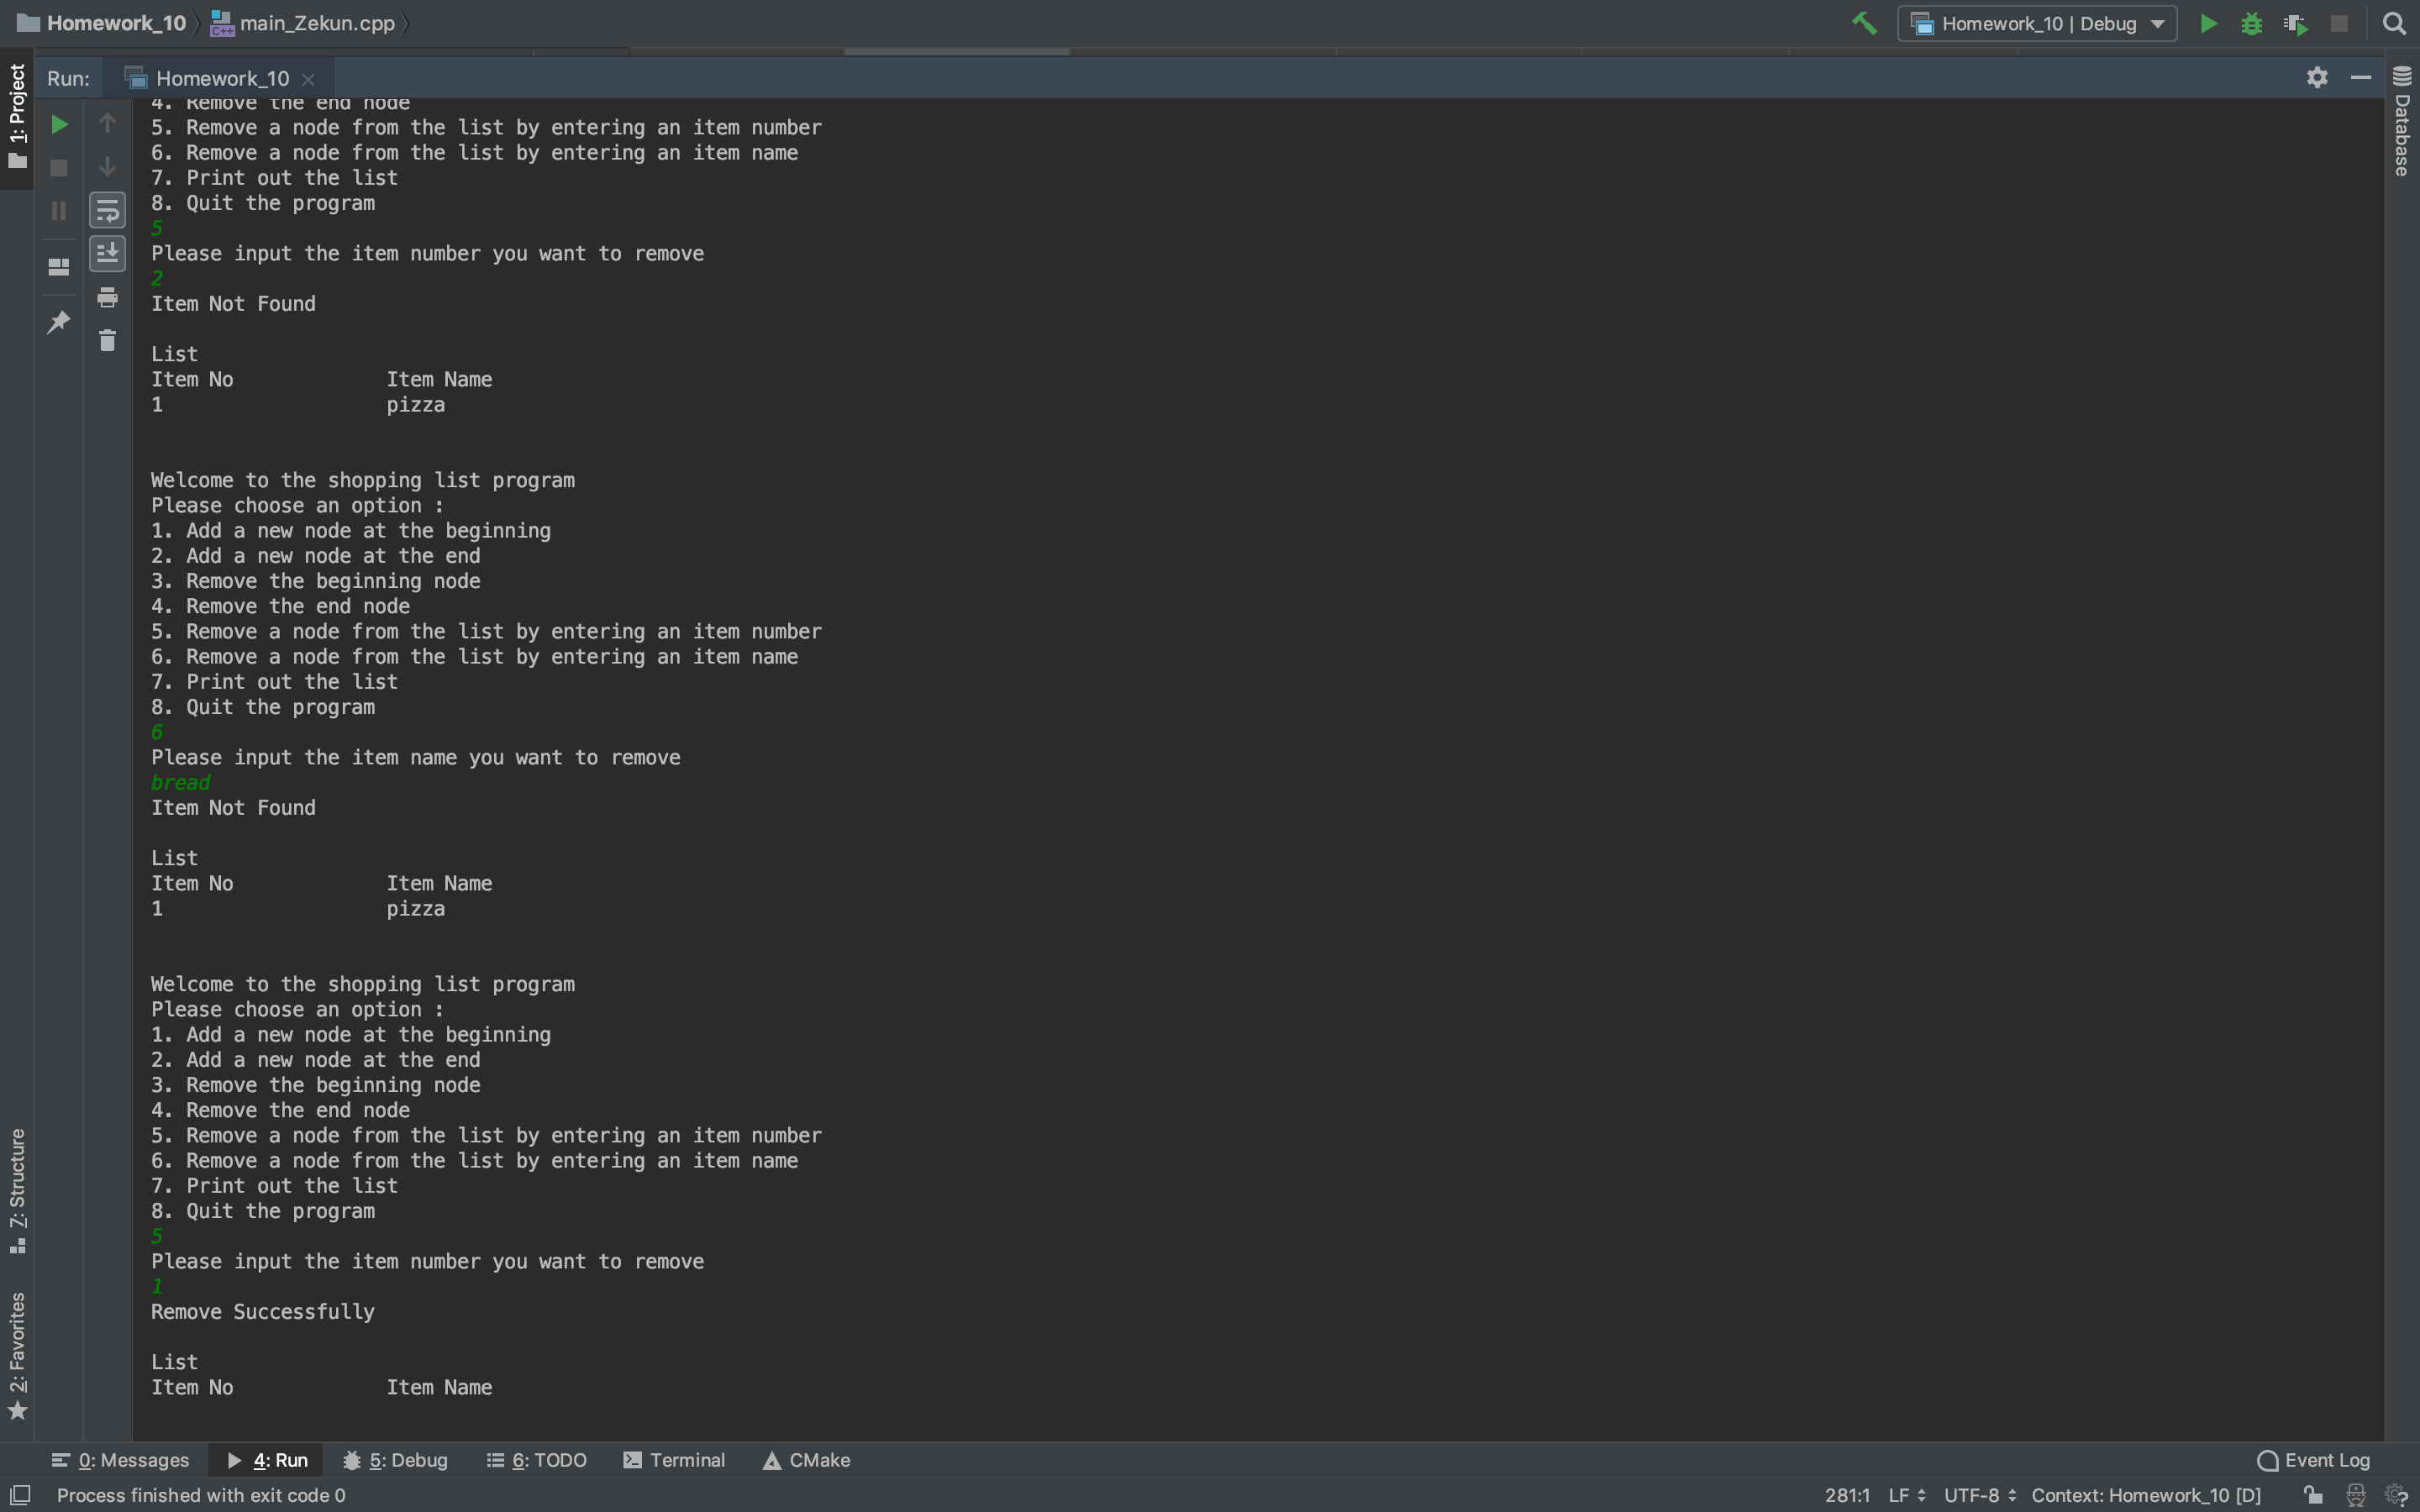 Homework_10 main_Zekun.cpp Homework_10 | Debug
Run: Homework_10
1: Project
Database
4. Remove the end node
5. Remove a node from the list by entering an item number
6. Remove a node from the list by entering an item name
7. Print out the list
8. Quit the program
5
Please input the item number you want to remove
2
Item Not Found
List
Item No Item Name
1 pizza
Welcome to the shopping list program
Please choose an option :
1. Add a new node at the beginning
2. Add a new node at the end
3. Remove the beginning node
4. Remove the end node
5. Remove a node from the list by entering an item number
6. Remove a node from the list by entering an item name
7. Print out the list
8. Quit the program
6
Please input the item name you want to remove
bread
Item Not Found
List
Item No Item Name
1 pizza
Welcome to the shopping list program
Please choose an option :
1. Add a new node at the beginning
2. Add a new node at the end
3. Remove the beginning node
4. Remove the end node
5. Remove a node from the list by entering an item number
6. Remove a node from the list by entering an item name
7. Print out the list
8. Quit the program
5
Please input the item number you want to remove
1
Remove Successfully
List
Item No Item Name
7: Structure
2: Favorites
0: Messages 4: Run 5: Debug 6: TODO Terminal CMake Event Log
Process finished with exit code 0 281:1 LF UTF-8 Context: Homework_10 [D]